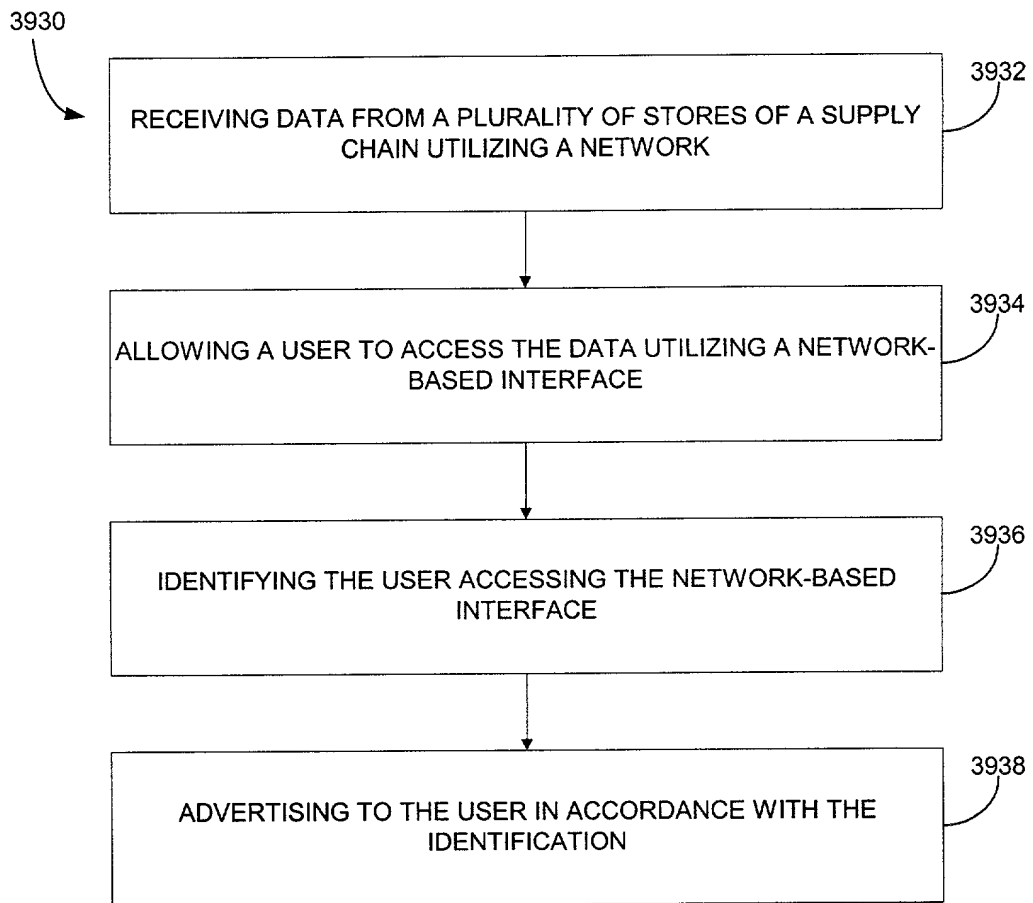 3930
3932
RECEIVING DATA FROM A PLURALITY OF STORES OF A SUPPLY
CHAIN UTILIZING A NETWORK
3934
ALLOWING A USER TO ACCESS THE DATA UTILIZING A NETWORK-
BASED INTERFACE
3936
IDENTIFYING THE USER ACCESSING THE NETWORK-BASED
INTERFACE
3938
ADVERTISING TO THE USER IN ACCORDANCE WITH THE
IDENTIFICATION